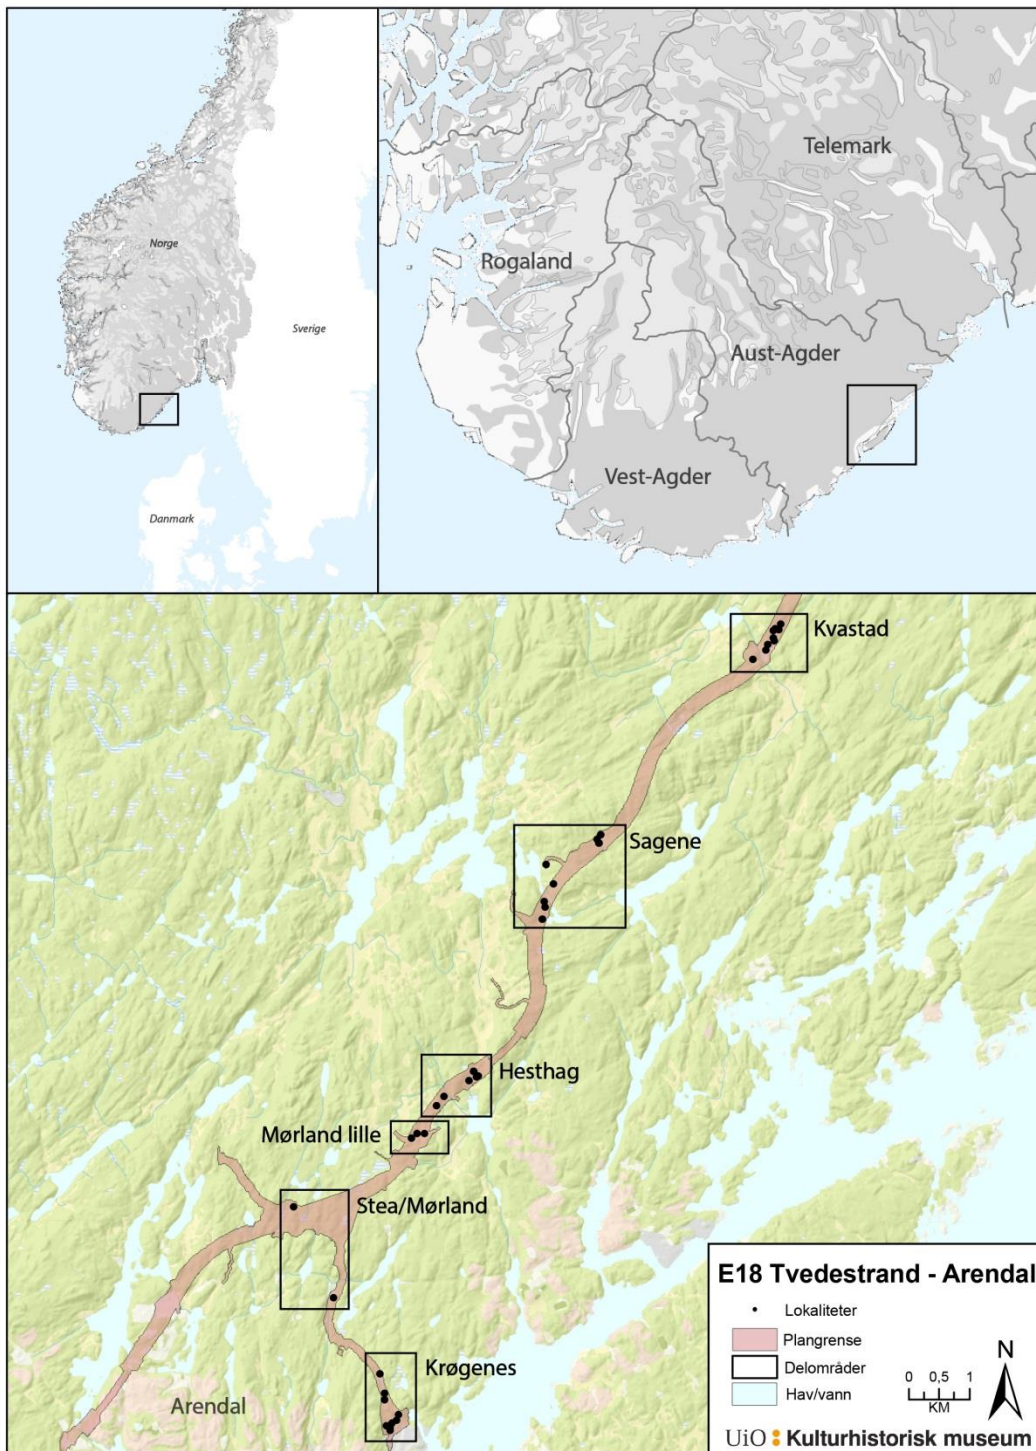 Norge
Sverige
Danmark
Telemark
Rogaland
Aust-Agder
Vest-Agder
Kvastad
Sagene
Hesthag
Mørland lille
Stea/Mørland
Krøgenes
Arendal
E18 Tvedestrand - Arendal
Lokaliteter
Plangrense
Delområder
Hav/vann
N
0 0,5 1
KM
UiO : Kulturhistorisk museum